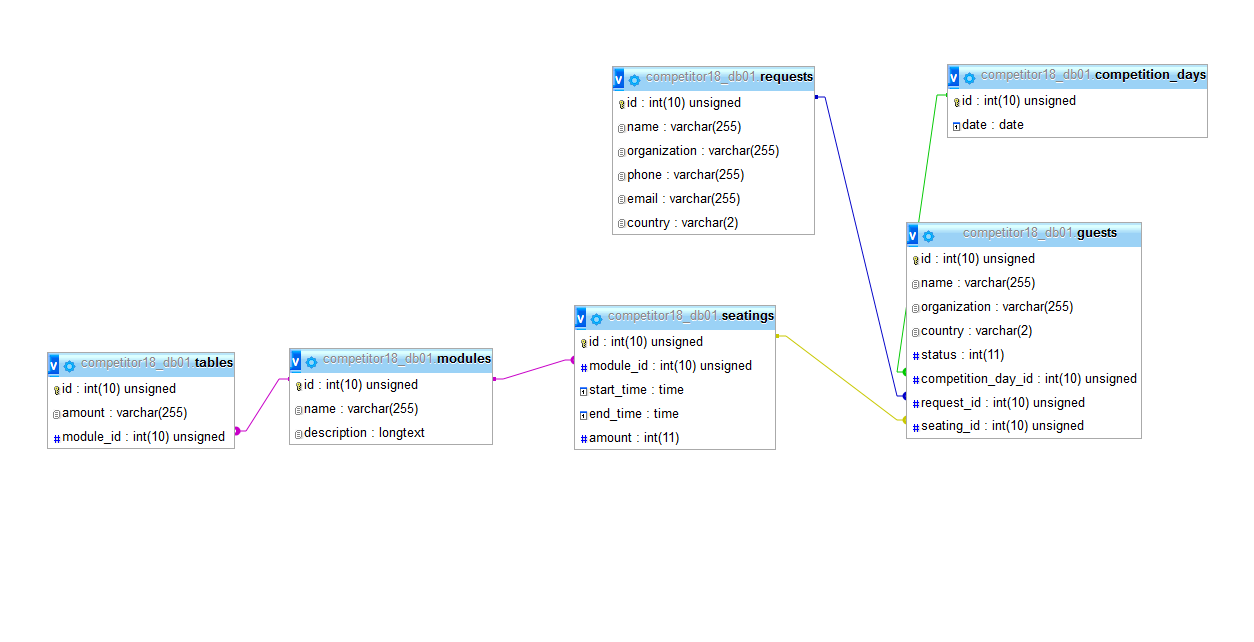 competitor18_db01.requests
id : int(10) unsigned
name : varchar(255)
organization : varchar(255)
phone : varchar(255)
email : varchar(255)
country : varchar(2)
competitor18_db01.competition_days
id : int(10) unsigned
date : date
competitor18_db01.guests
id : int(10) unsigned
name : varchar(255)
organization : varchar(255)
country : varchar(2)
status : int(11)
competition_day_id : int(10) unsigned
request_id : int(10) unsigned
seating_id : int(10) unsigned
competitor18_db01.seatings
id : int(10) unsigned
module_id : int(10) unsigned
start_time : time
end_time : time
amount : int(11)
competitor18_db01.modules
id : int(10) unsigned
name : varchar(255)
description : longtext
competitor18_db01.tables
id : int(10) unsigned
amount : varchar(255)
module_id : int(10) unsigned